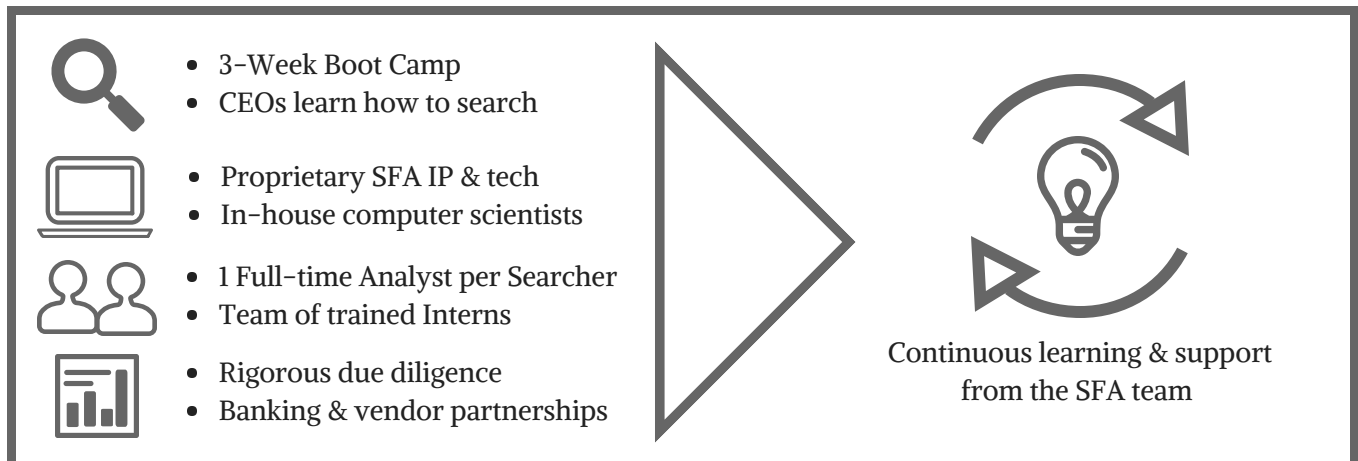 • 3-Week Boot Camp
• CEOs learn how to search
• Proprietary SFA IP & tech
• In-house computer scientists
• 1 Full-time Analyst per Searcher
• Team of trained Interns
• Rigorous due diligence
• Banking & vendor partnerships
Continuous learning & support
from the SFA team